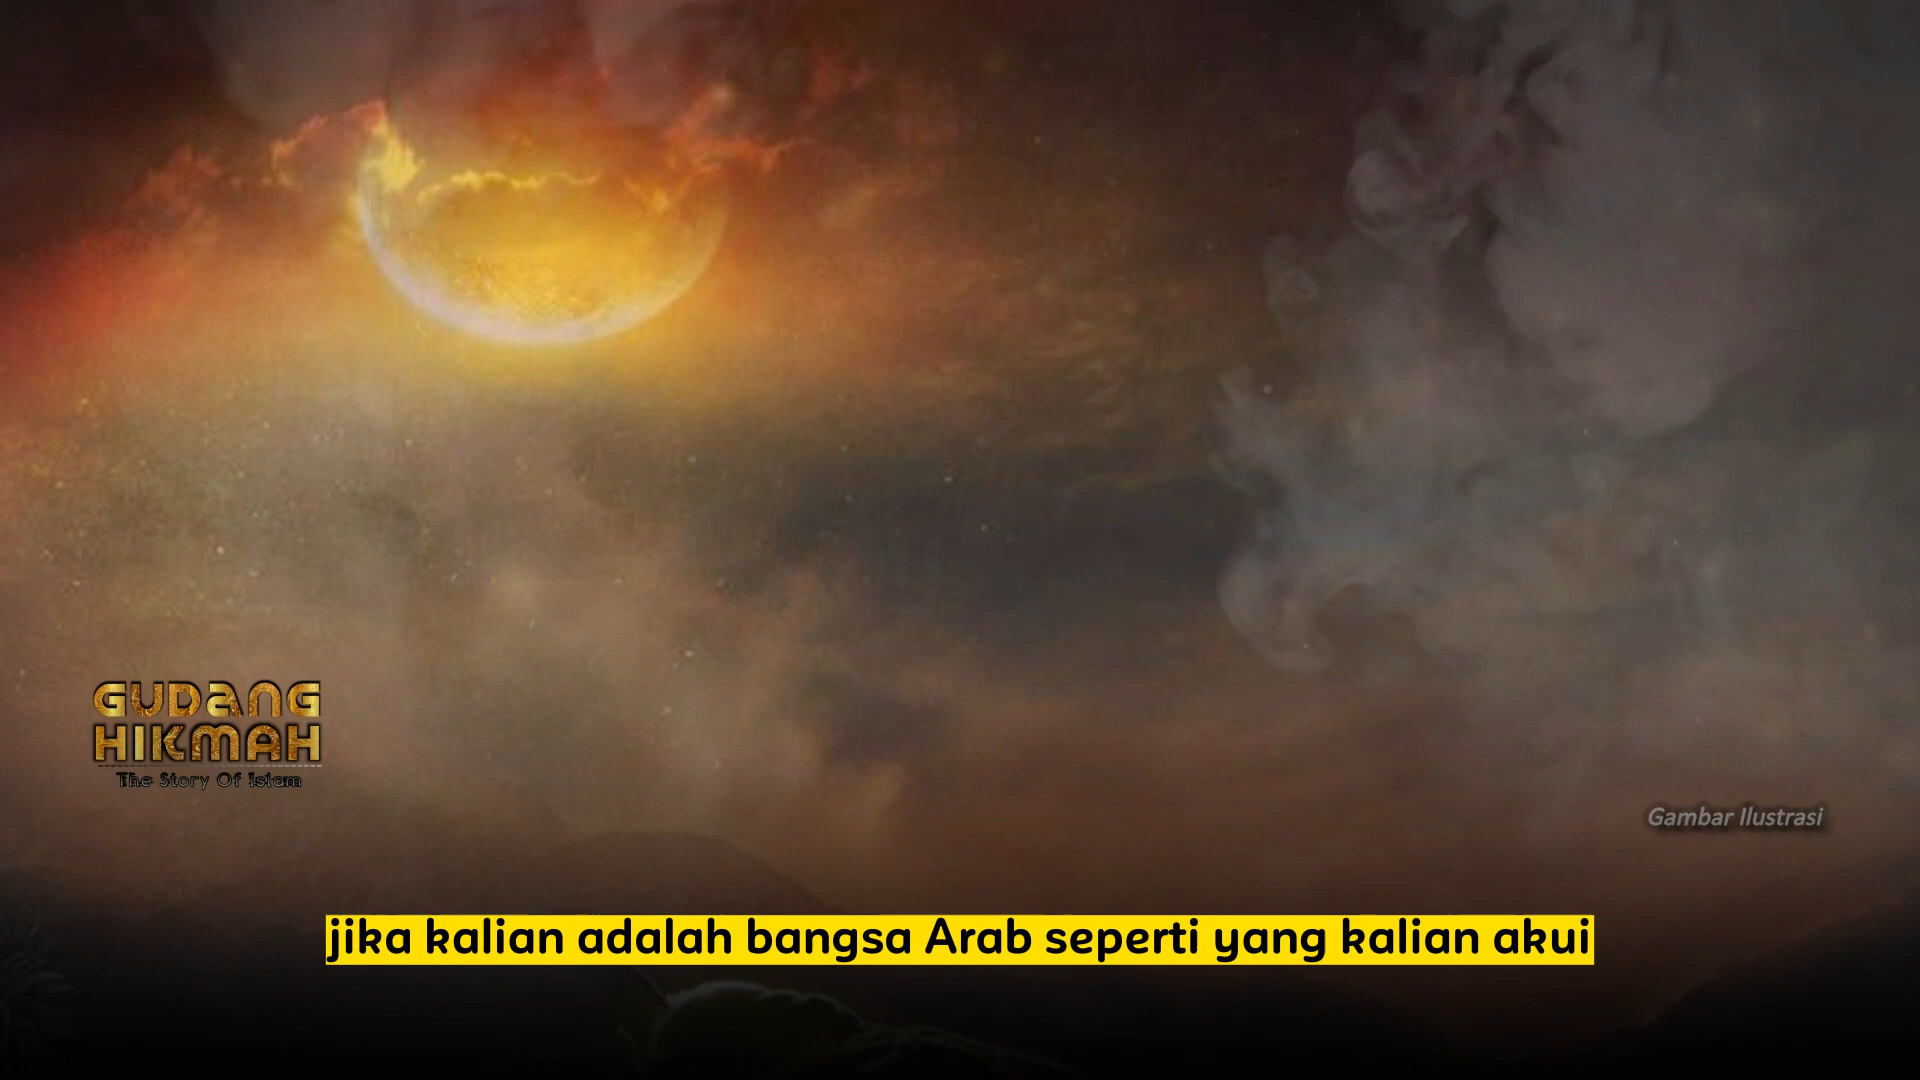 GUDANG
HIKMAH
The Story Of Islam
Gambar Ilustrasi
jika kalian adalah bangsa Arab seperti yang kalian akui